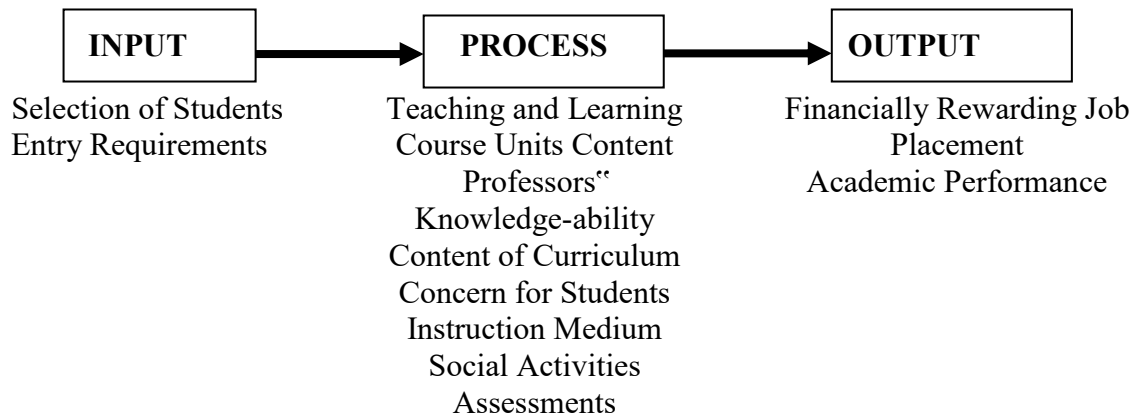 INPUT
Selection of Students
Entry Requirements
PROCESS
Teaching and Learning
Course Units Content
Professors‟
Knowledge-ability
Content of Curriculum
Concern for Students
Instruction Medium
Social Activities
Assessments
OUTPUT
Financially Rewarding Job
Placement
Academic Performance